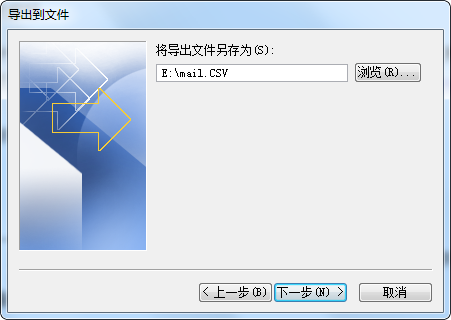 导出到文件
将导出文件另存为(S):
E:\mail.CSV
浏览(R)...
< 上一步(B)
下一步(N) >
取消